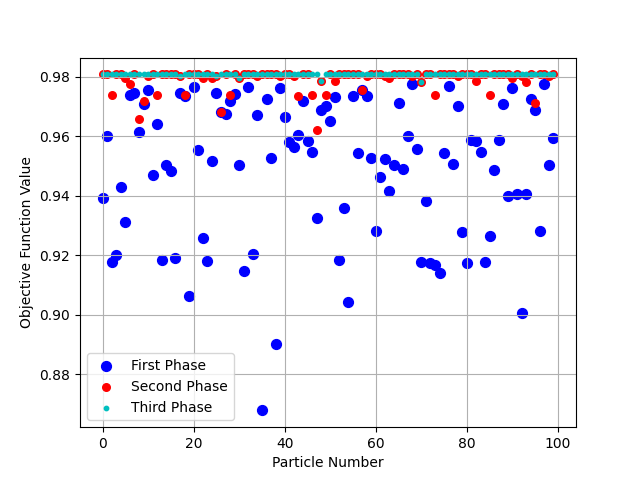 0.98
0.96
0.94
0.92
0.90
0.88
Objective Function Value
First Phase
Second Phase
Third Phase
0 20 40 60 80 100
Particle Number